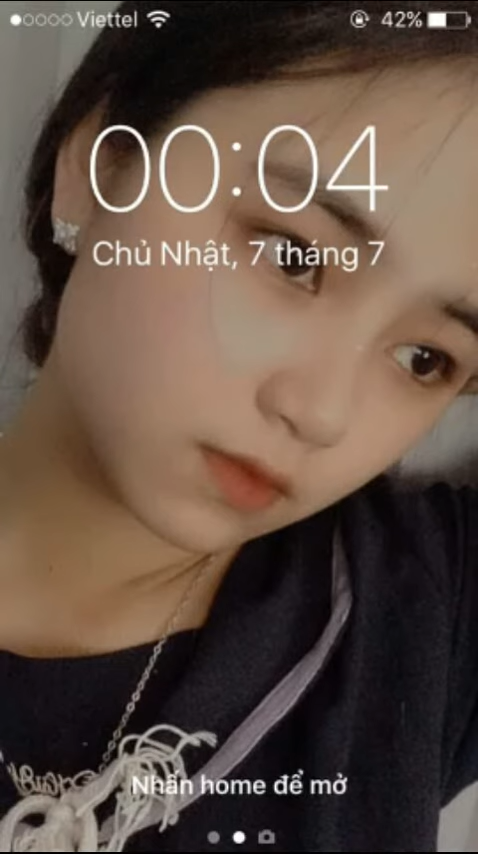 Viettel 42%
00:04
Chủ Nhật, 7 tháng 7
Nhấn home để mở